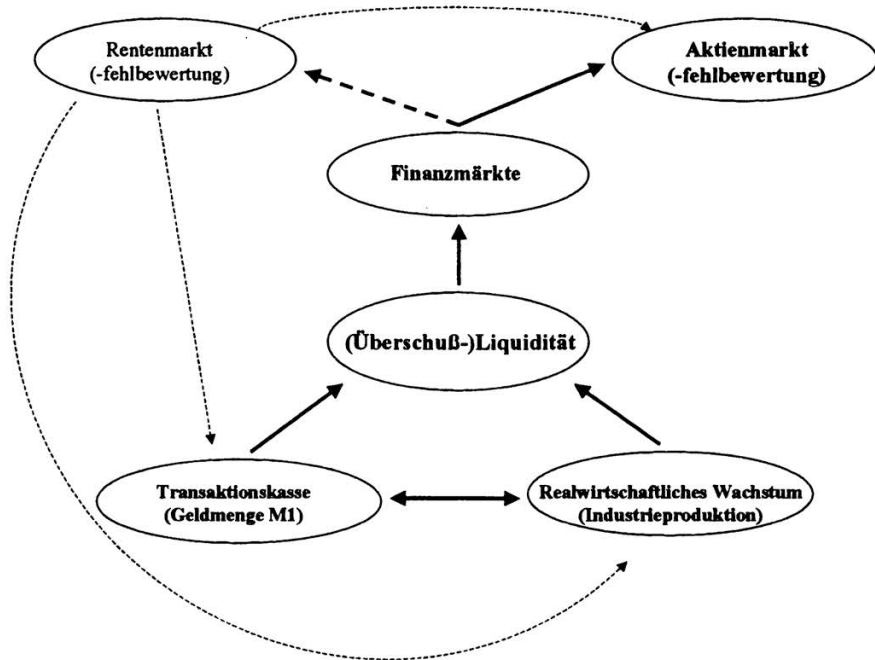 Rentenmarkt
(-fehlbewertung)
Aktienmarkt
(-fehlbewertung)
Finanzmärkte
(Überschuß-)Liquidität
Transaktionskasse
(Geldmenge M1)
Realwirtschaftliches Wachstum
(Industrieproduktion)